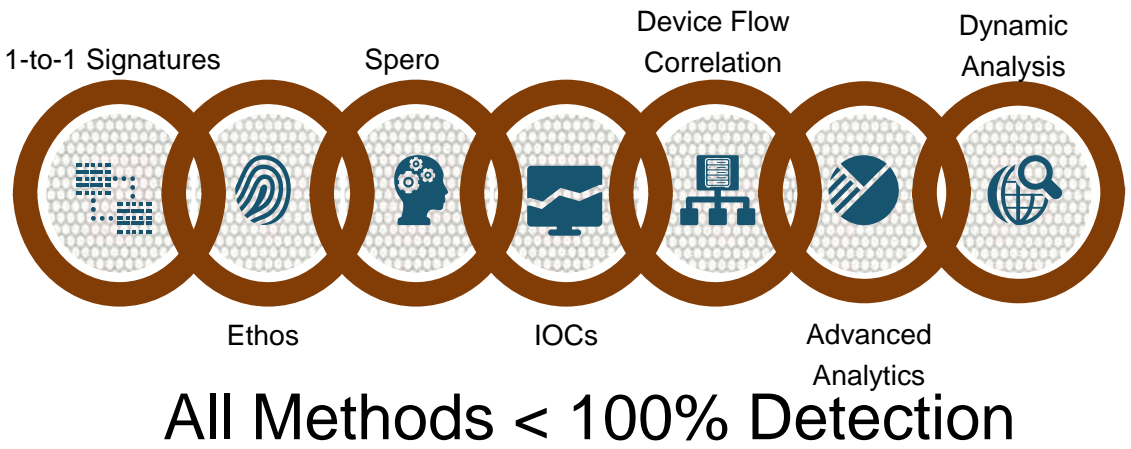 1-to-1 Signatures
Spero
Device Flow
Correlation
Dynamic
Analysis
Ethos
IOCs
Advanced
Analytics
All Methods < 100% Detection